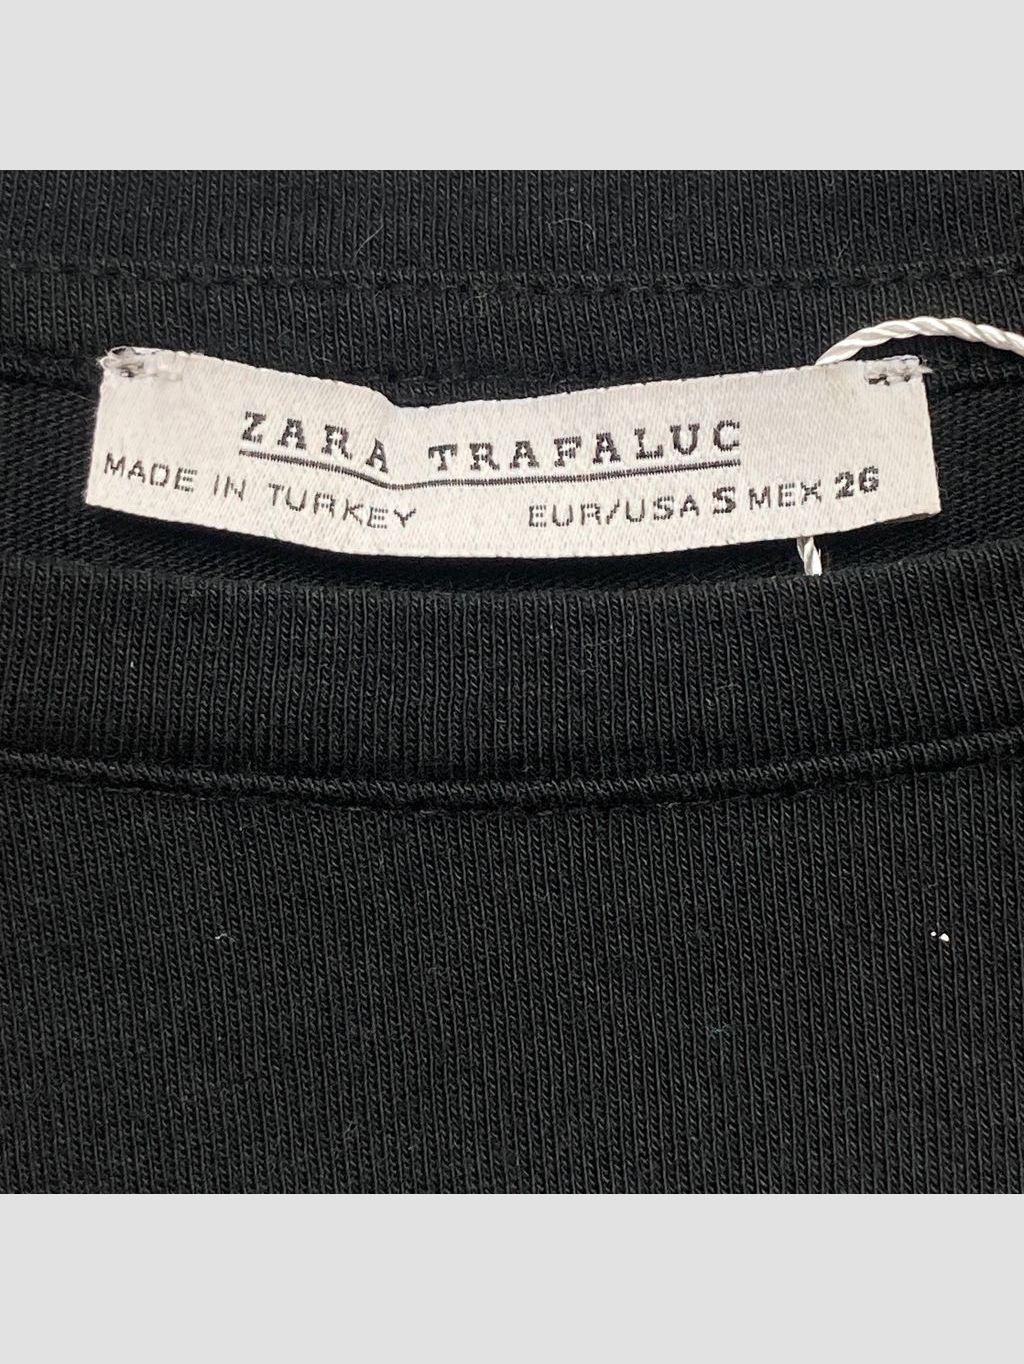 ZARA TRAFALUC
MADE IN TURKEY EUR/USA S MEX 26